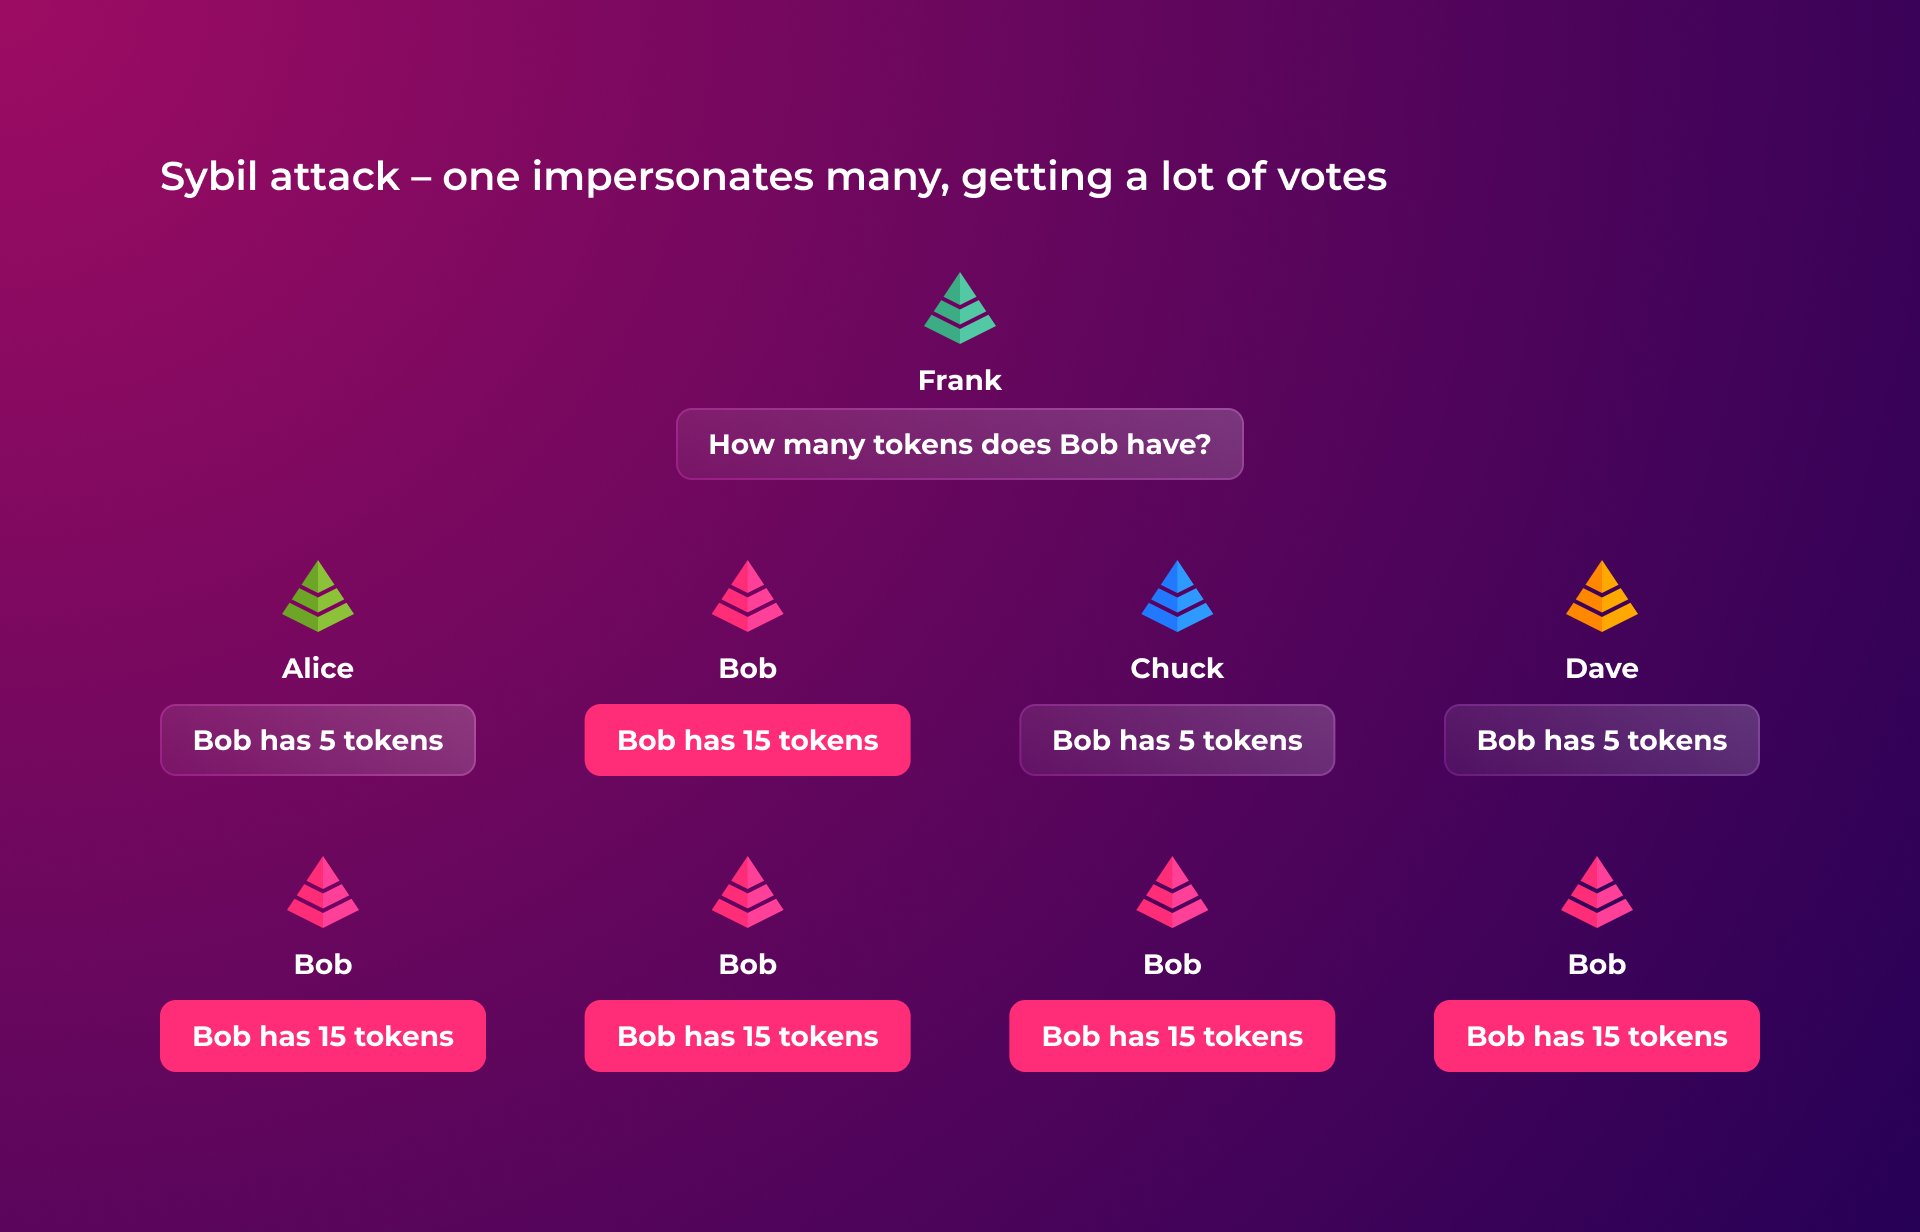 Sybil attack – one impersonates many, getting a lot of votes
Frank
How many tokens does Bob have?
Alice
Bob has 5 tokens
Bob
Bob has 15 tokens
Chuck
Bob has 5 tokens
Dave
Bob has 5 tokens
Bob
Bob has 15 tokens
Bob
Bob has 15 tokens
Bob
Bob has 15 tokens
Bob
Bob has 15 tokens